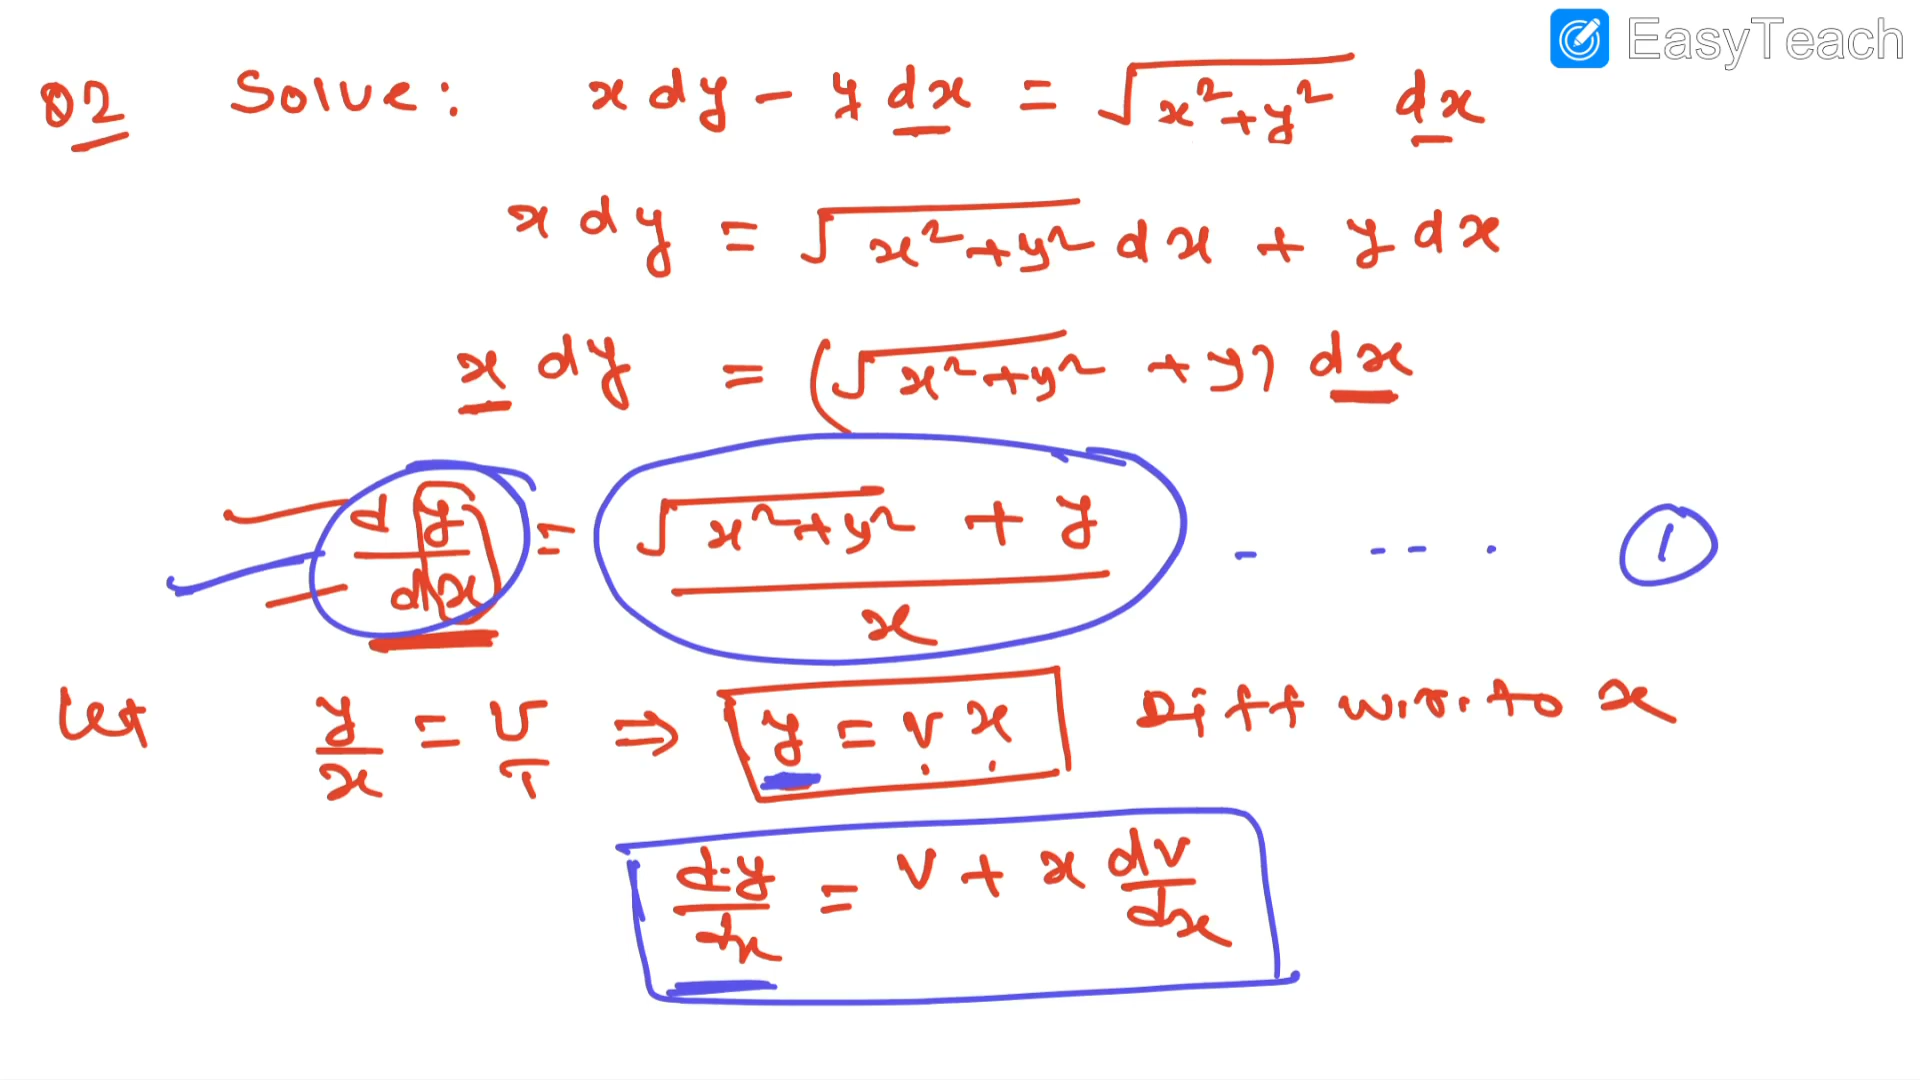 EasyTeach
Q2 Solve: x dy - y dx = √x²+y² dx
x dy = √x²+y² dx + y dx
x dy = (√x²+y² + y) dx
dy/dx = √x²+y² + y / x - --- . ①
Let y/x = v ⇒ y = v x Diff w.r.to x
dy/dx = v + x dv/dx